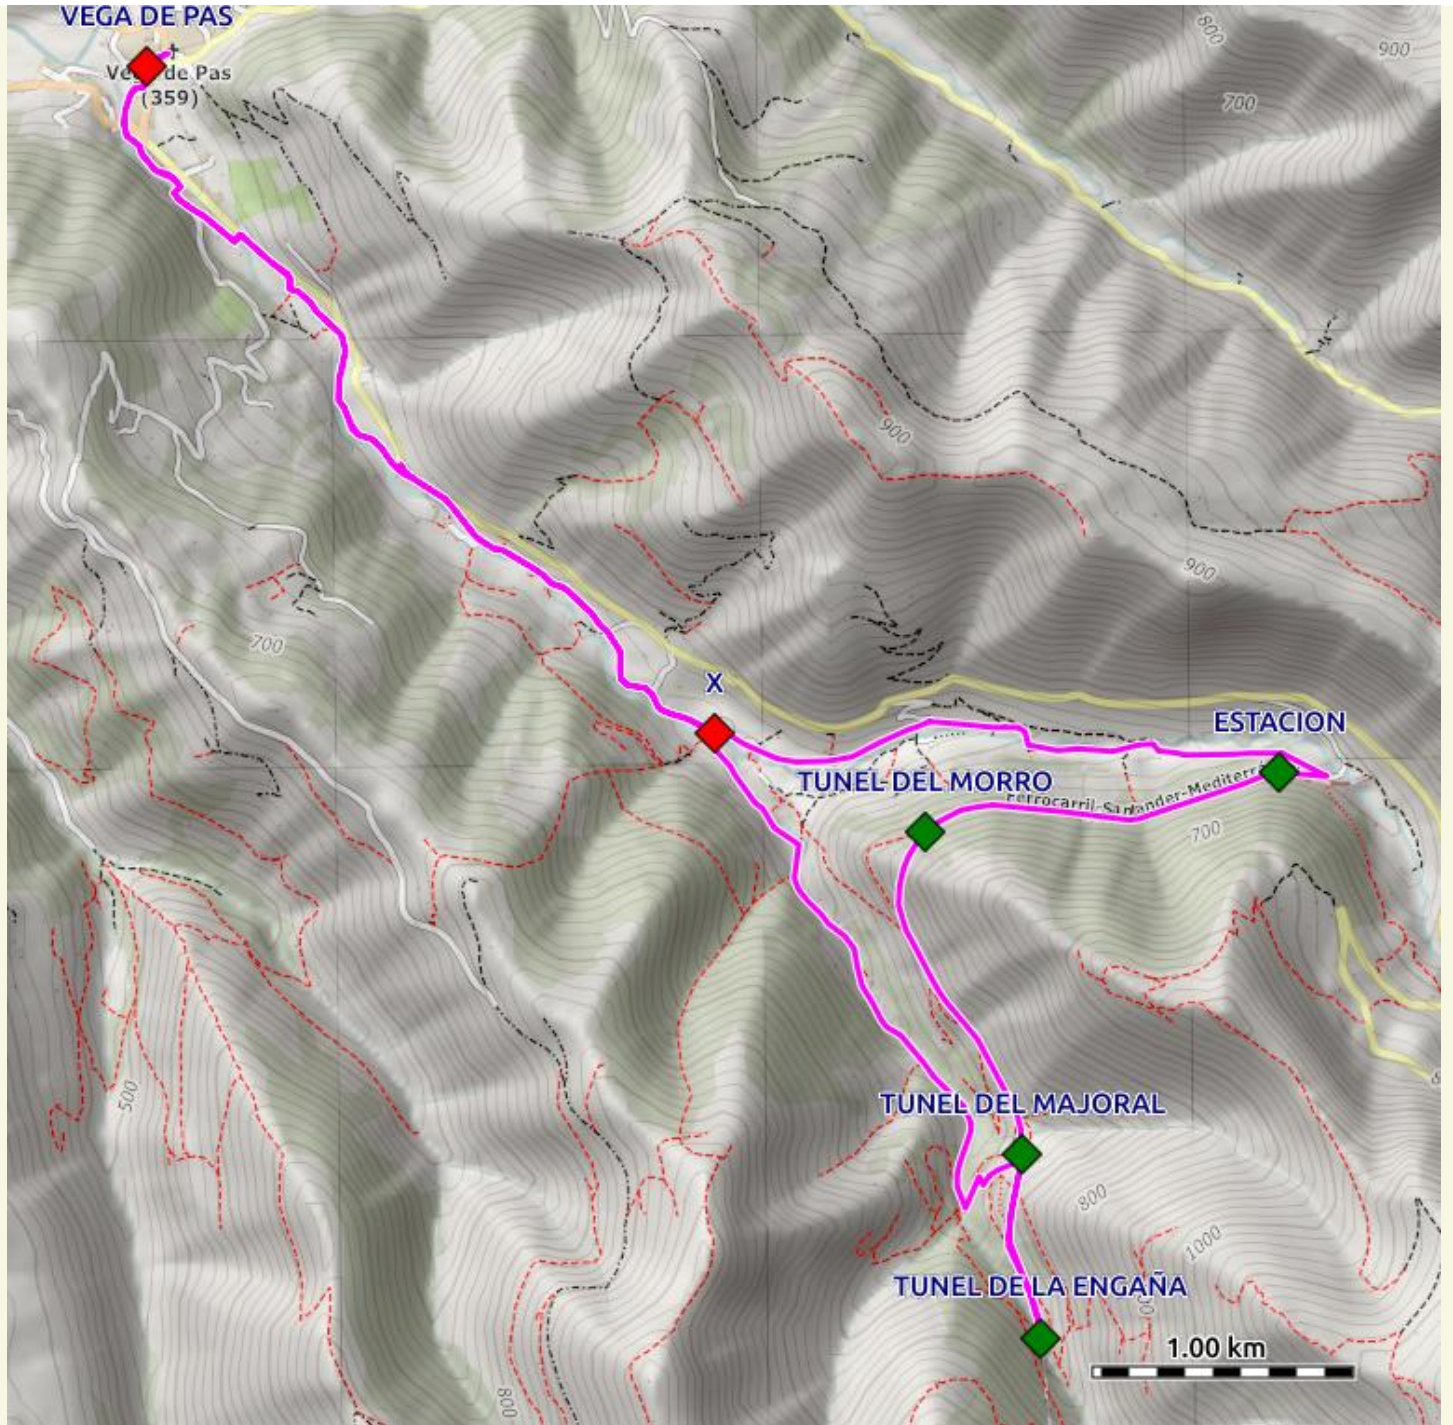 VEGA DE PAS
Vega de Pas
(359)
800
900
700
900
900
700
X
ESTACION
TUNEL DEL MORRO
Ferrocarril-Santander-Mediterrá
700
500
TUNEL DEL MAJORAL
800
1000
TUNEL DE LA ENGAÑA
1.00 km
800